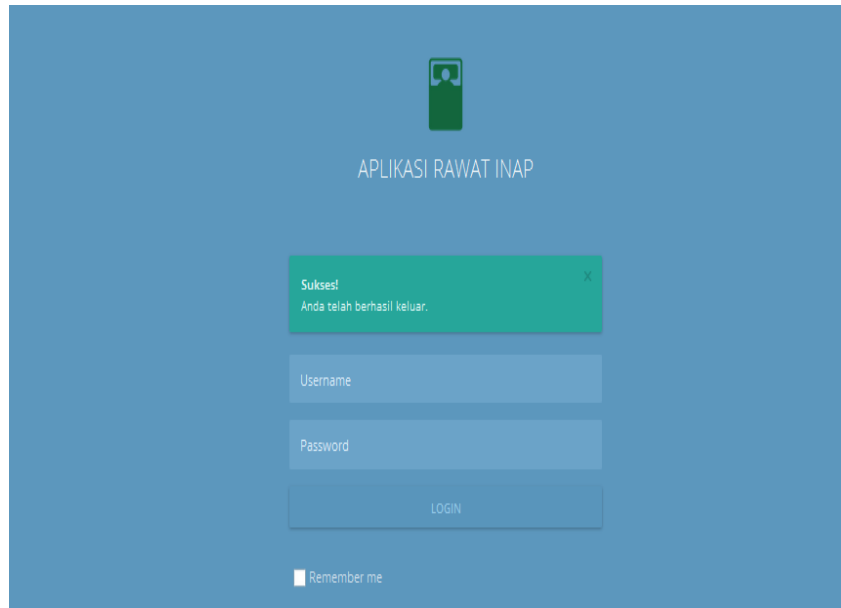 APLIKASI RAWAT INAP
Sukses!
X
Anda telah berhasil keluar.
Username
Password
LOGIN
Remember me